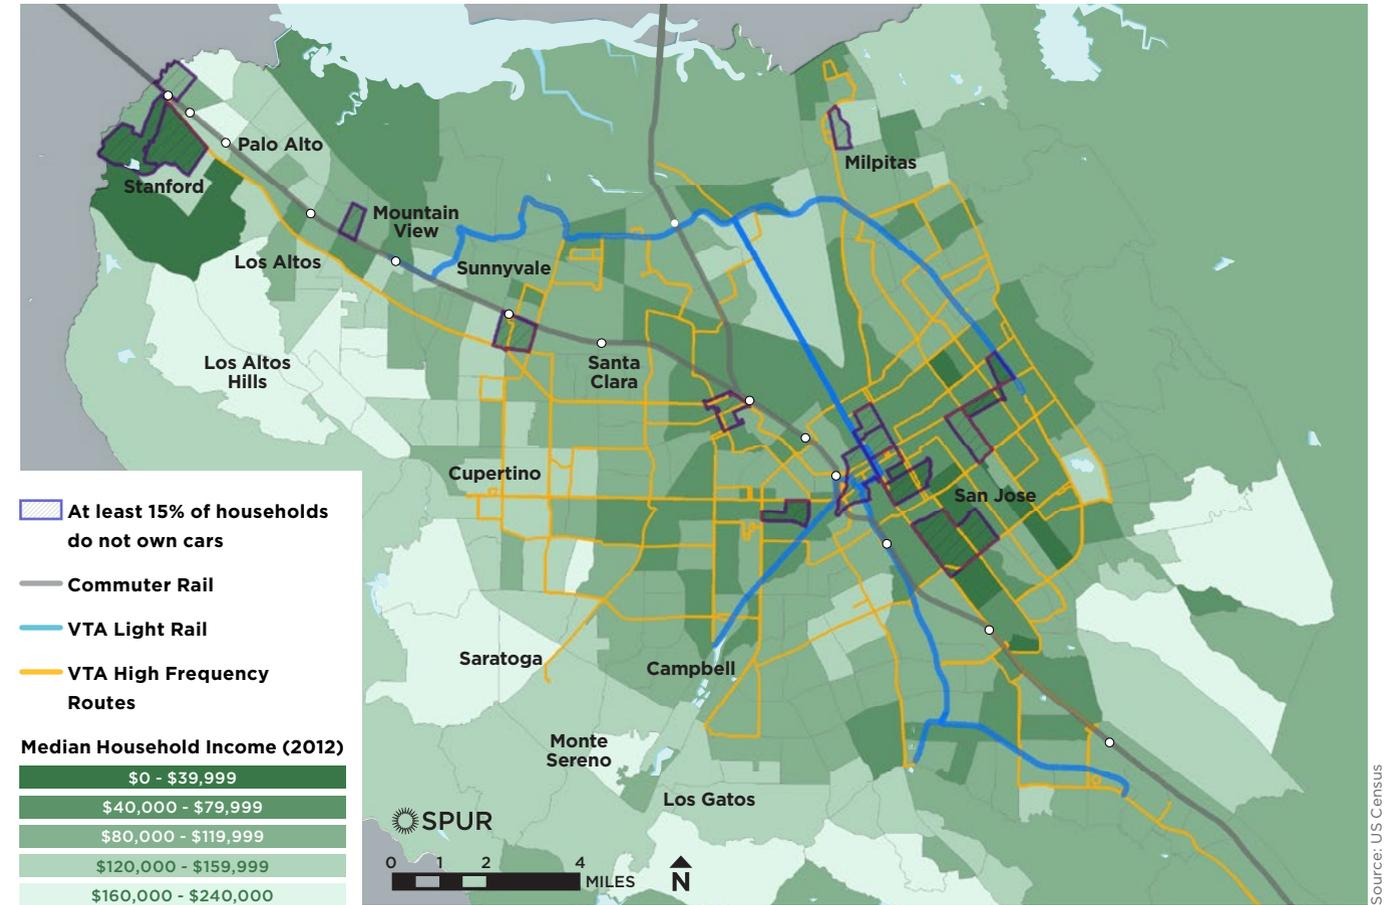 Palo Alto
Stanford
Milpitas
Mountain
View
Los Altos
Sunnyvale
Los Altos
Hills
Santa
Clara
Cupertino
San Jose
Saratoga
Campbell
Monte
Sereno
Los Gatos
At least 15% of households
do not own cars
Commuter Rail
VTA Light Rail
VTA High Frequency
Routes
Median Household Income (2012)
$0 - $39,999
$40,000 - $79,999
$80,000 - $119,999
$120,000 - $159,999
$160,000 - $240,000
SPUR
0 1 2 4
MILES
N
Source: US Census